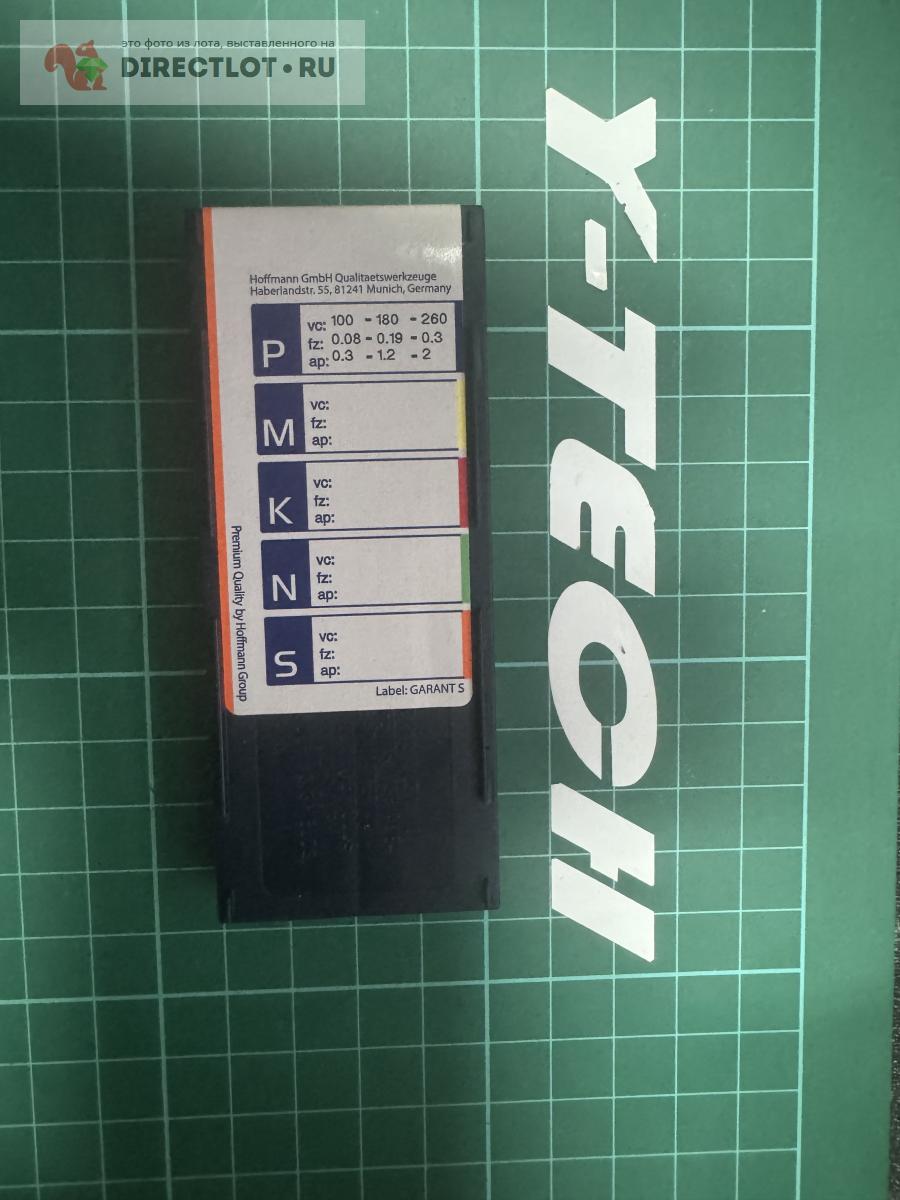 это фото из лота, выставленного на
DIRECTLOT•RU
Hoffmann GmbH Qualitaetswerkzeuge
Haberlandstr. 55, 81241 Munich, Germany
P
vc: 100 - 180 - 260
fz: 0.08 - 0.19 - 0.3
ap: 0.3 - 1.2 - 2
M
vc:
fz:
ap:
K
vc:
fz:
ap:
N
vc:
fz:
ap:
S
vc:
fz:
ap:
Label: GARANT S
Premium Quality by Hoffmann Group
Y-TECH